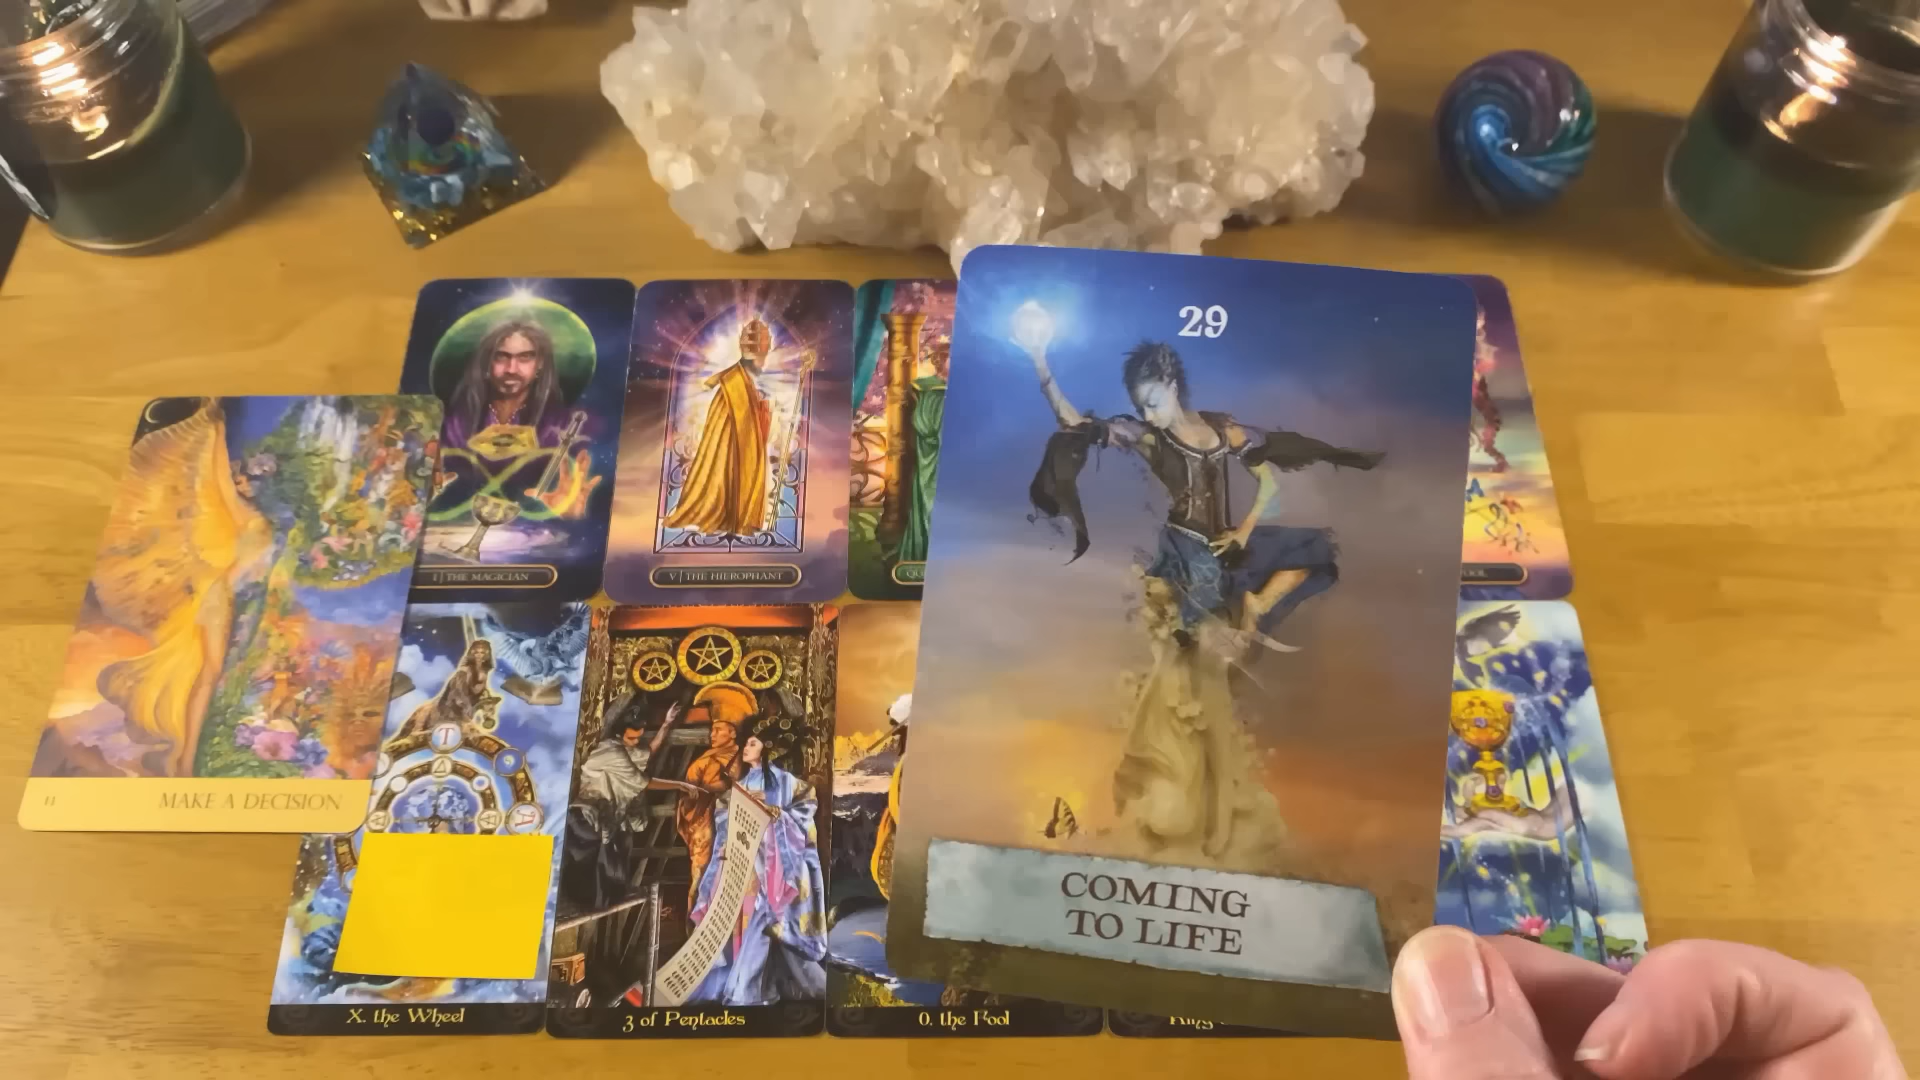 29
I | THE MAGICIAN
V | THE HIEROPHANT
11
MAKE A DECISION
COMING
TO LIFE
X. the Wheel
3 of Pentacles
0. the Fool